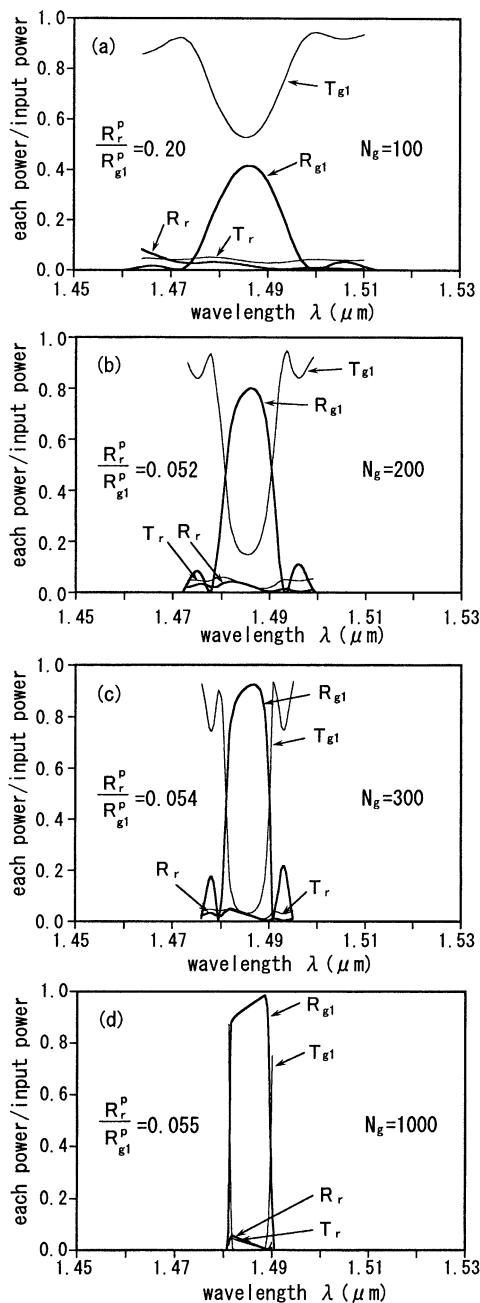 (a)
each power/input power
1.0
0.8
0.6
0.4
0.2
0.0
T_g1
R_g1
R_r^p / R_g1^p =0.20
N_g=100
R_r
T_r
1.45 1.47 1.49 1.51 1.53
wavelength λ (μm)
(b)
each power/input power
1.0
0.8
0.6
0.4
0.2
0.0
T_g1
R_g1
R_r^p / R_g1^p =0.052
N_g=200
T_r R_r
1.45 1.47 1.49 1.51 1.53
wavelength λ (μm)
(c)
each power/input power
1.0
0.8
0.6
0.4
0.2
0.0
R_g1
T_g1
R_r^p / R_g1^p =0.054
N_g=300
R_r
T_r
1.45 1.47 1.49 1.51 1.53
wavelength λ (μm)
(d)
each power/input power
1.0
0.8
0.6
0.4
0.2
0.0
R_g1
T_g1
R_r^p / R_g1^p =0.055
N_g=1000
R_r
T_r
1.45 1.47 1.49 1.51 1.53
wavelength λ (μm)